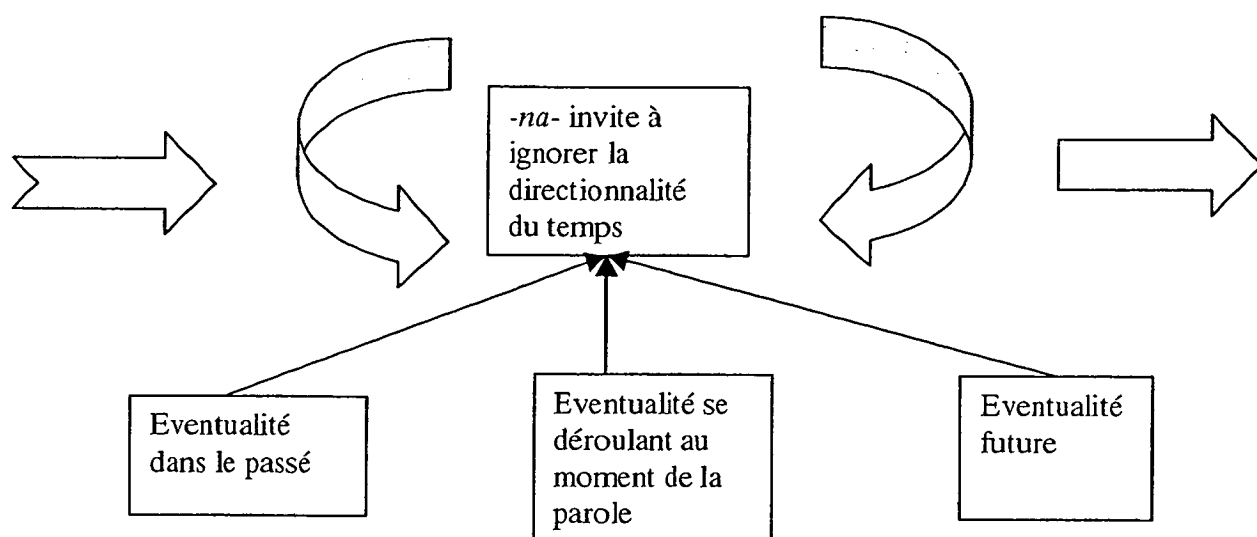 -na- invite à
ignorer la
directionnalité
du temps
Eventualité
dans le passé
Eventualité se
déroulant au
moment de la
parole
Eventualité
future